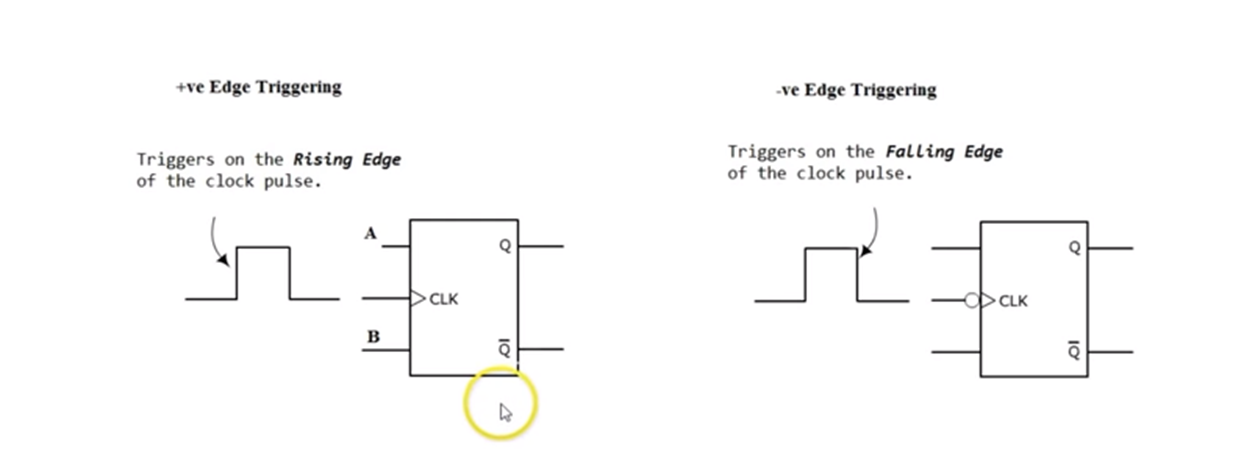 +ve Edge Triggering
Triggers on the Rising Edge
of the clock pulse.
A
Q
CLK
B
Q̅
-ve Edge Triggering
Triggers on the Falling Edge
of the clock pulse.
Q
CLK
Q̅